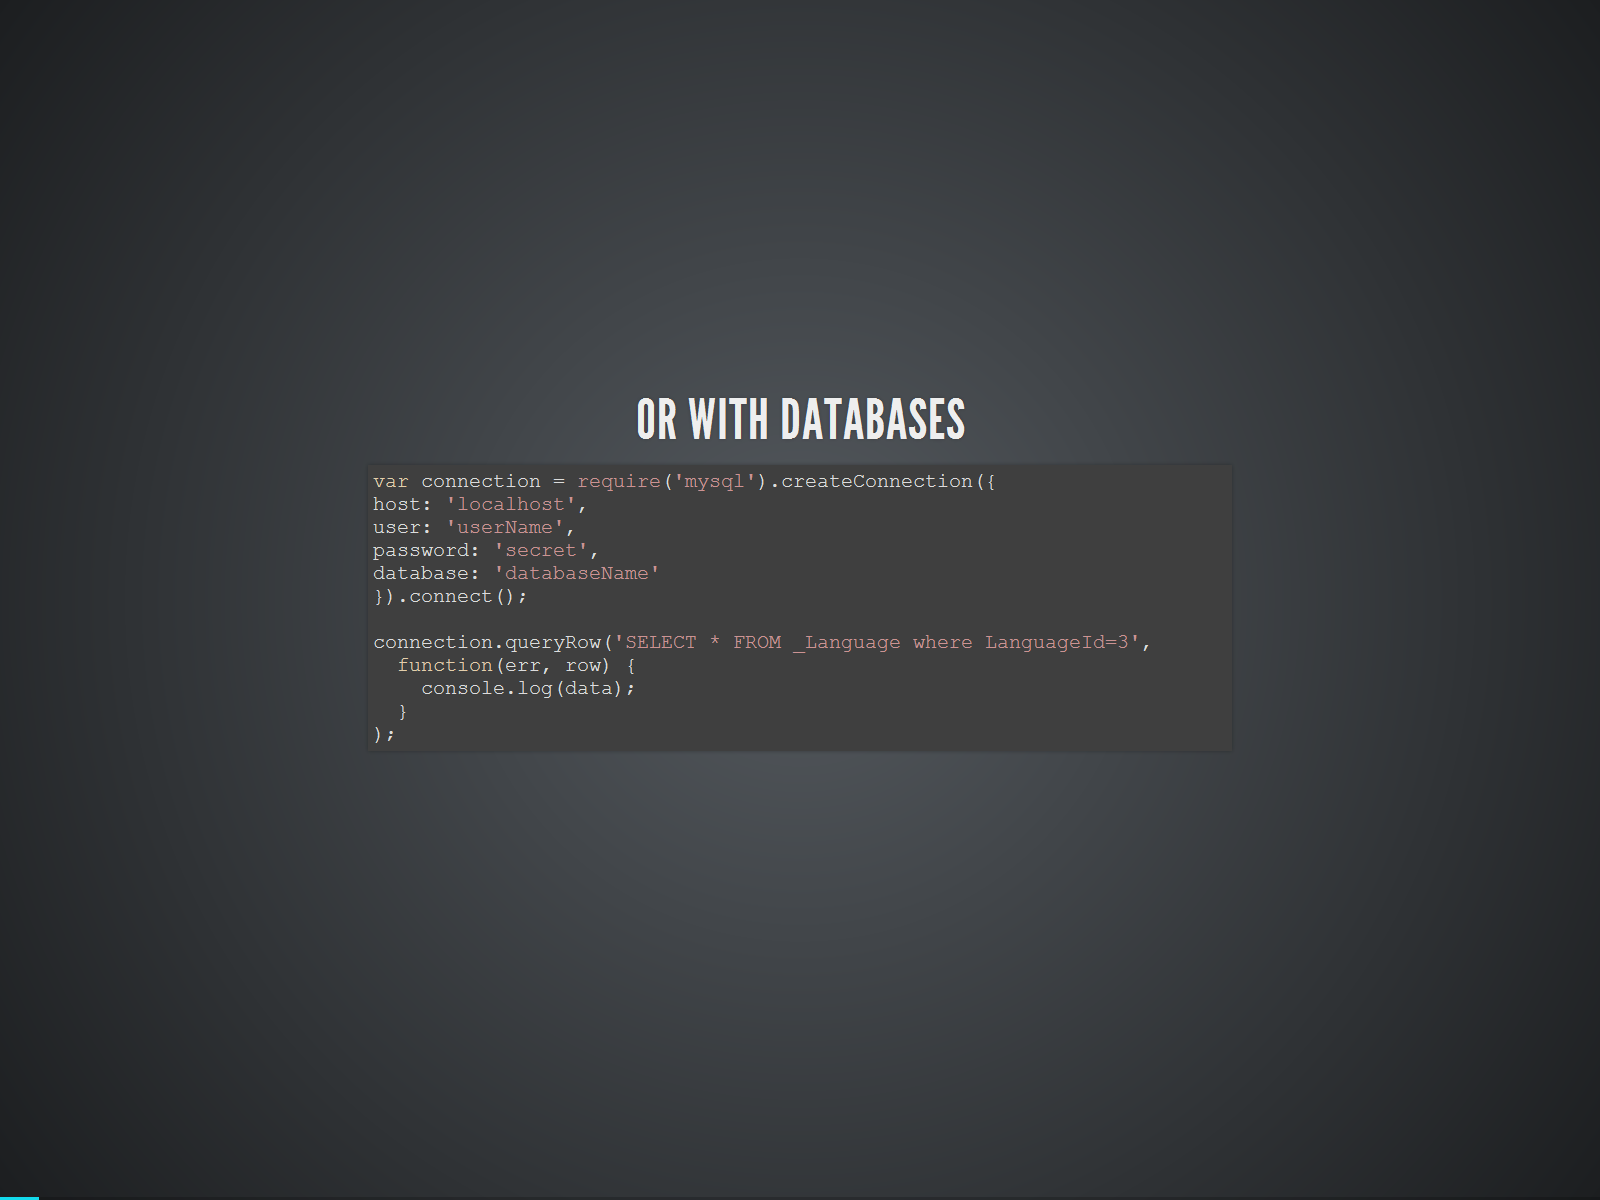 OR WITH DATABASES
var connection = require('mysql').createConnection({
host: 'localhost',
user: 'userName',
password: 'secret',
database: 'databaseName'
}).connect();

connection.queryRow('SELECT * FROM _Language where LanguageId=3',
  function(err, row) {
    console.log(data);
  }
);